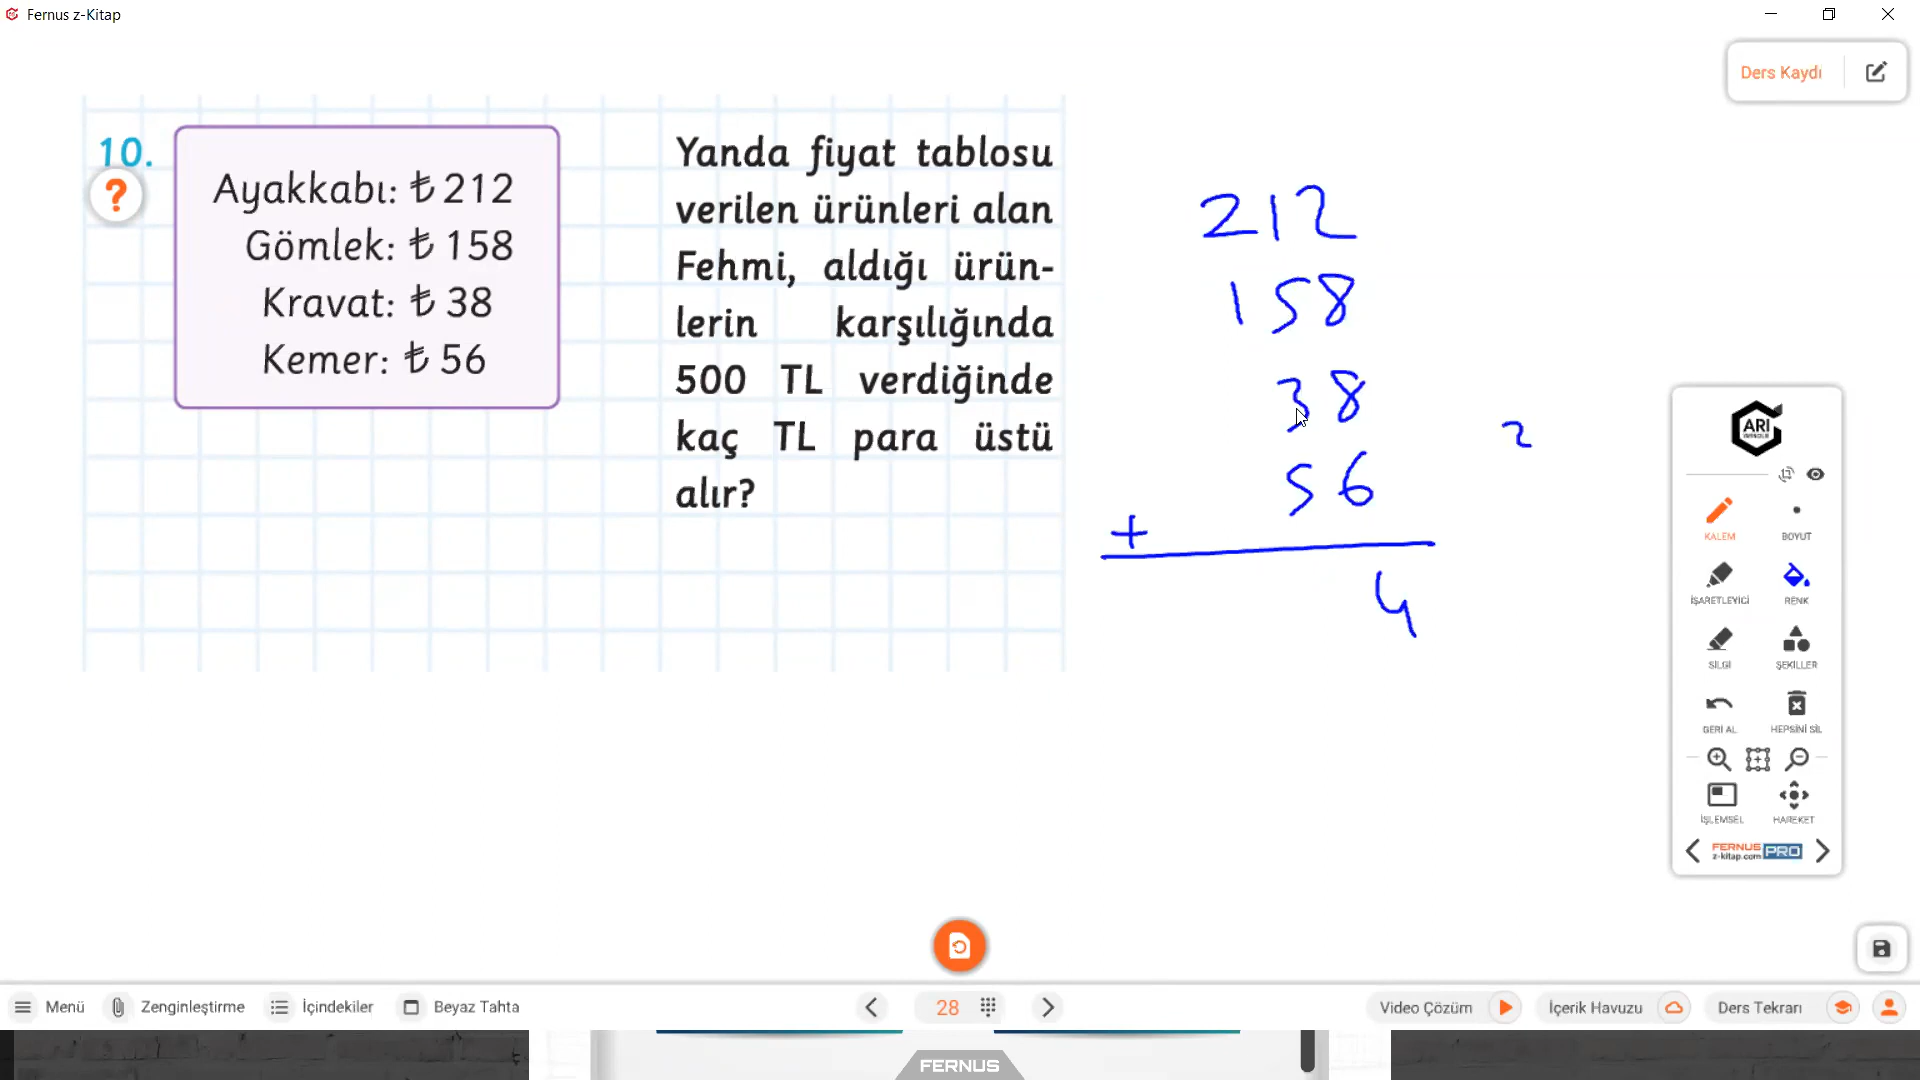 Fernus z-Kitap
Ders Kaydı
10.
?
Ayakkabı: ₺ 212
Gömlek: ₺ 158
Kravat: ₺ 38
Kemer: ₺ 56
Yanda fiyat tablosu
verilen ürünleri alan
Fehmi, aldığı ürün-
lerin karşılığında
500 TL verdiğinde
kaç TL para üstü
alır?
212
158
38
56
+
4
2
ARI
KALEM
BOYUT
İŞARETLEYİCİ
RENK
SİLGİ
ŞEKİLLER
GERİ AL
HEPSİNİ SİL
İŞLEMSEL
HAREKET
FERNUS
z-kitap.com PRO
Menü
Zenginleştirme
İçindekiler
Beyaz Tahta
28
Video Çözüm
İçerik Havuzu
Ders Tekrarı
FERNUS